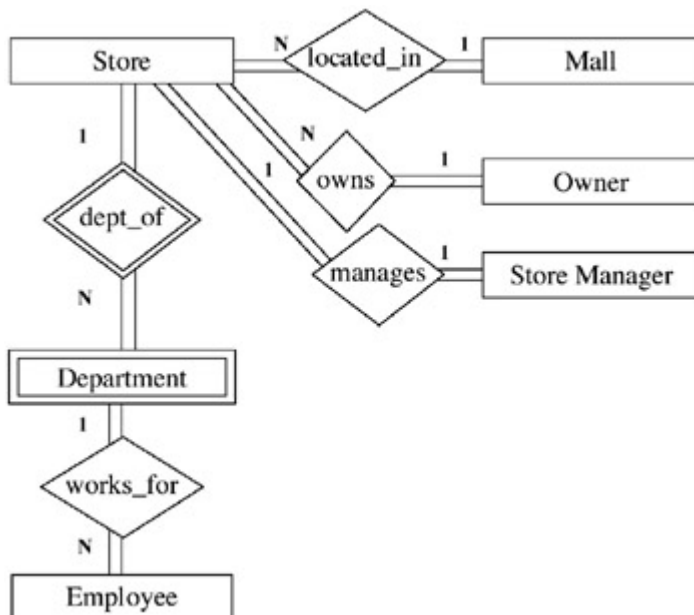 N
located_in
1
Store
Mall
1
N
1
1
owns
Owner
dept_of
1
manages
Store Manager
N
Department
1
works_for
N
Employee